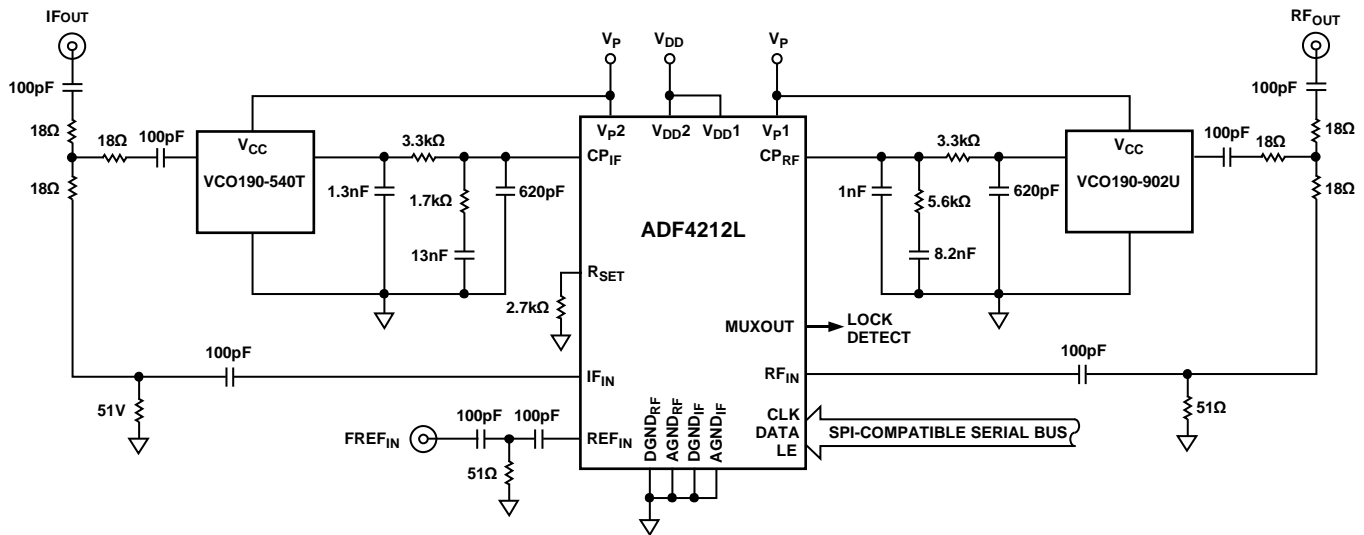 IFOUT
RFOUT
VP
VDD
VP
100pF
100pF
18Ω
18Ω
100pF
18Ω
VCC
VCO190-540T
3.3kΩ
1.3nF
1.7kΩ
13nF
620pF
VP2
VDD2
VDD1
VP1
CPIF
CPRF
ADF4212L
3.3kΩ
1nF
5.6kΩ
8.2nF
620pF
VCC
VCO190-902U
100pF
18Ω
18Ω
18Ω
RSET
2.7kΩ
MUXOUT
LOCK
DETECT
100pF
IFIN
51V
RFIN
100pF
51Ω
FREFIN
100pF
100pF
REFIN
51Ω
DGNDRF
AGNDRF
DGNDIF
AGNDIF
CLK
DATA
LE
SPI-COMPATIBLE SERIAL BUS